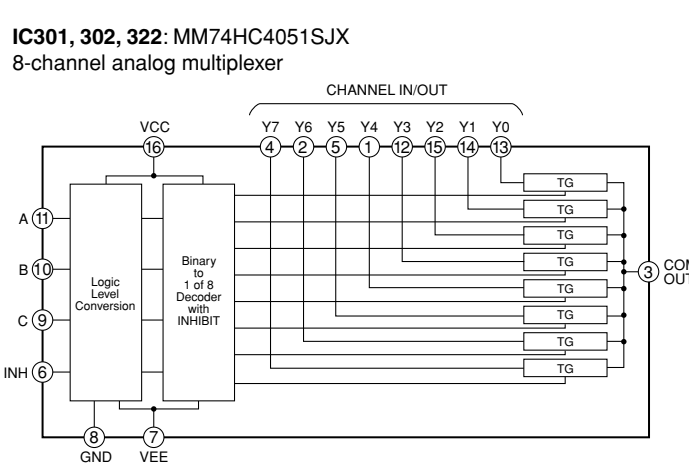 IC301, 302, 322: MM74HC4051SJX
8-channel analog multiplexer
CHANNEL IN/OUT
VCC Y7 Y6 Y5 Y4 Y3 Y2 Y1 Y0
16 4 2 5 1 12 15 14 13
TG
TG
A 11
TG
TG
B 10
Logic
Level
Conversion
Binary
to
1 of 8
Decoder
with
INHIBIT
3
TG
C 9
TG
TG
INH 6
TG
8 7
GND VEE